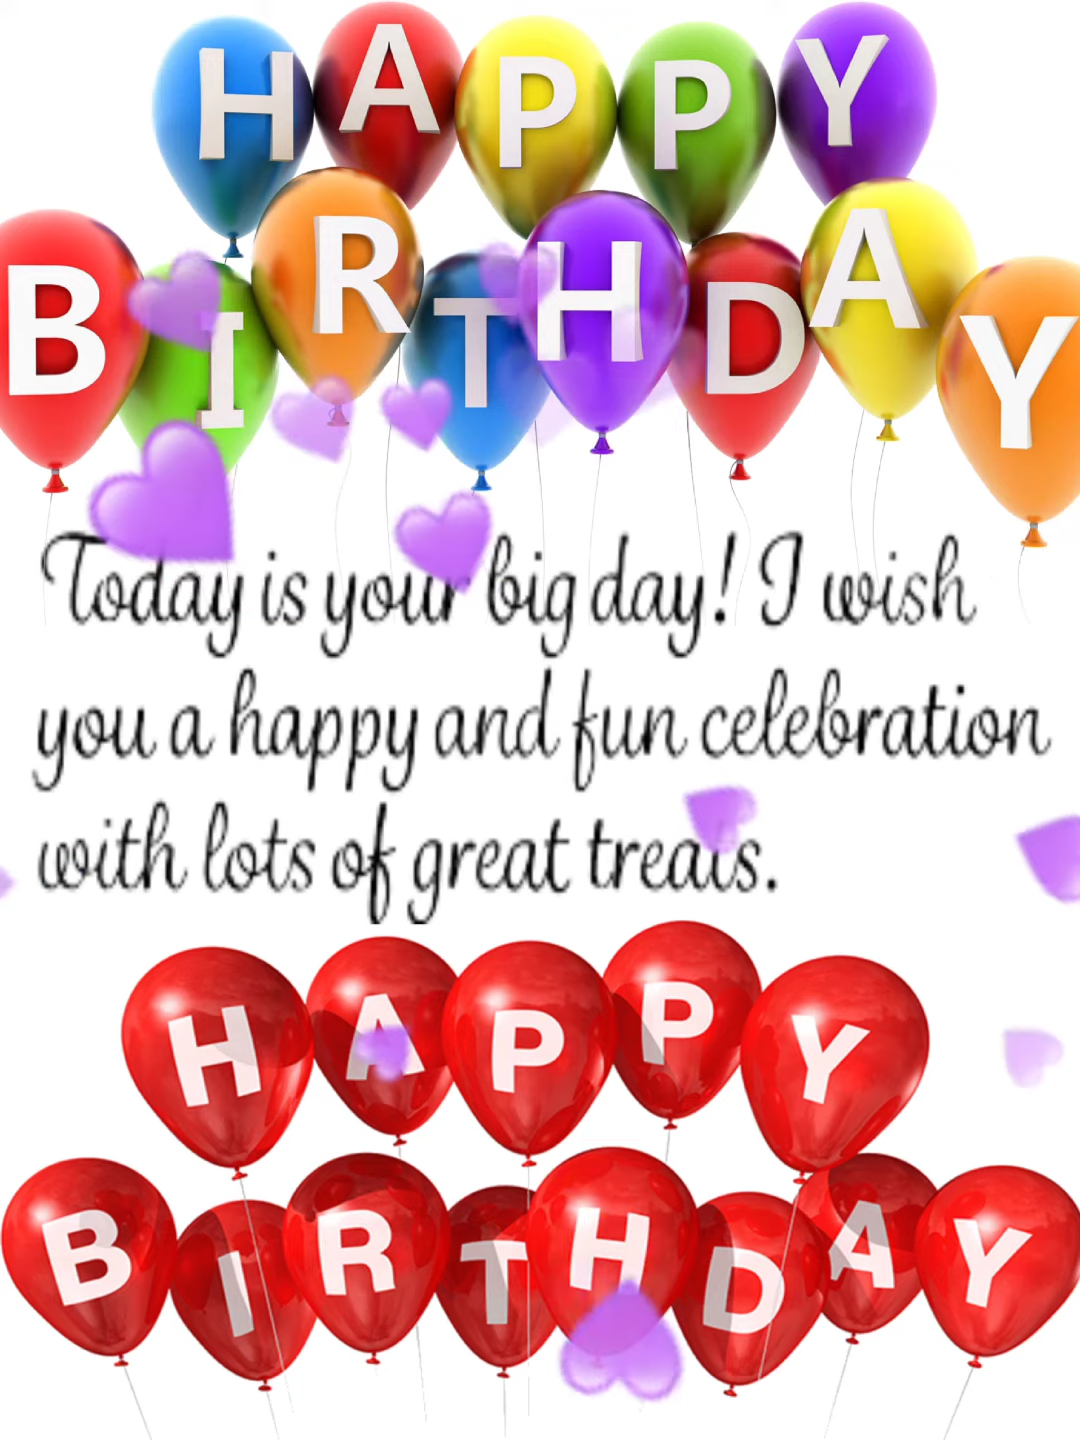 HAPPY
BIRTHDAY
Today is your big day! I wish
you a happy and fun celebration
with lots of great treats.
HAPPY
BIRTHDAY